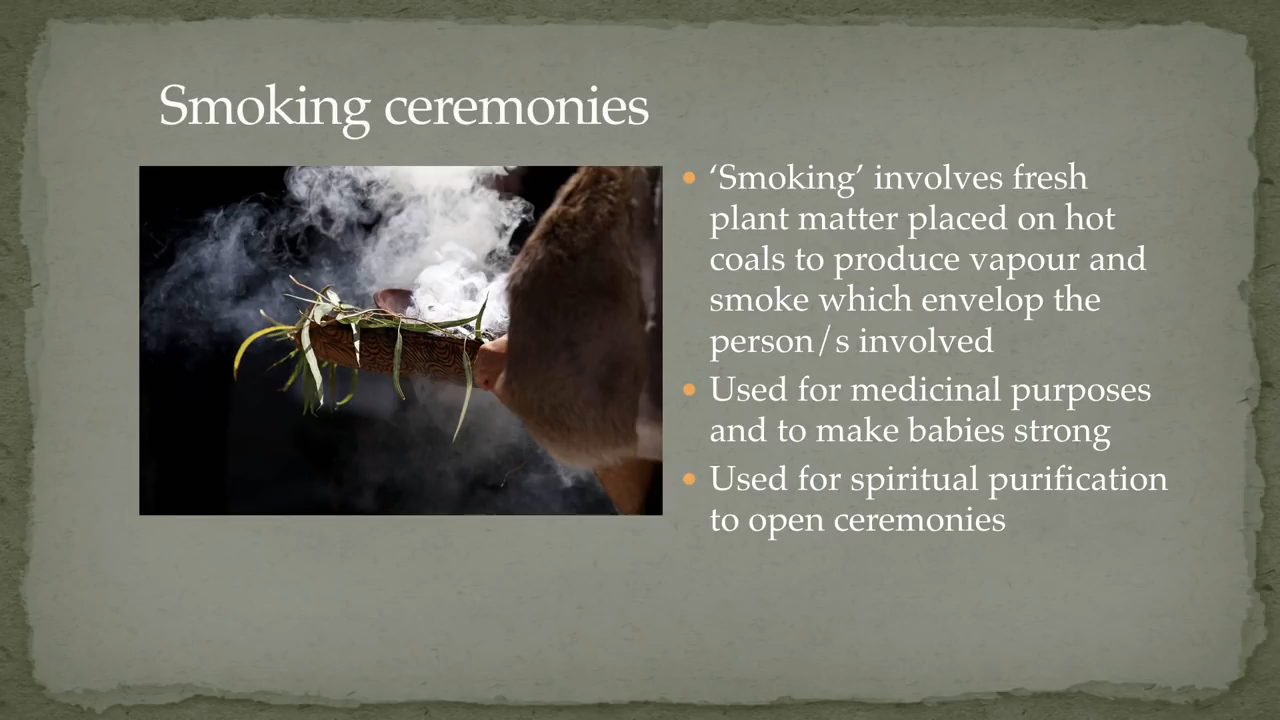 Smoking ceremonies
‘Smoking’ involves fresh
plant matter placed on hot
coals to produce vapour and
smoke which envelop the
person/s involved
Used for medicinal purposes
and to make babies strong
Used for spiritual purification
to open ceremonies